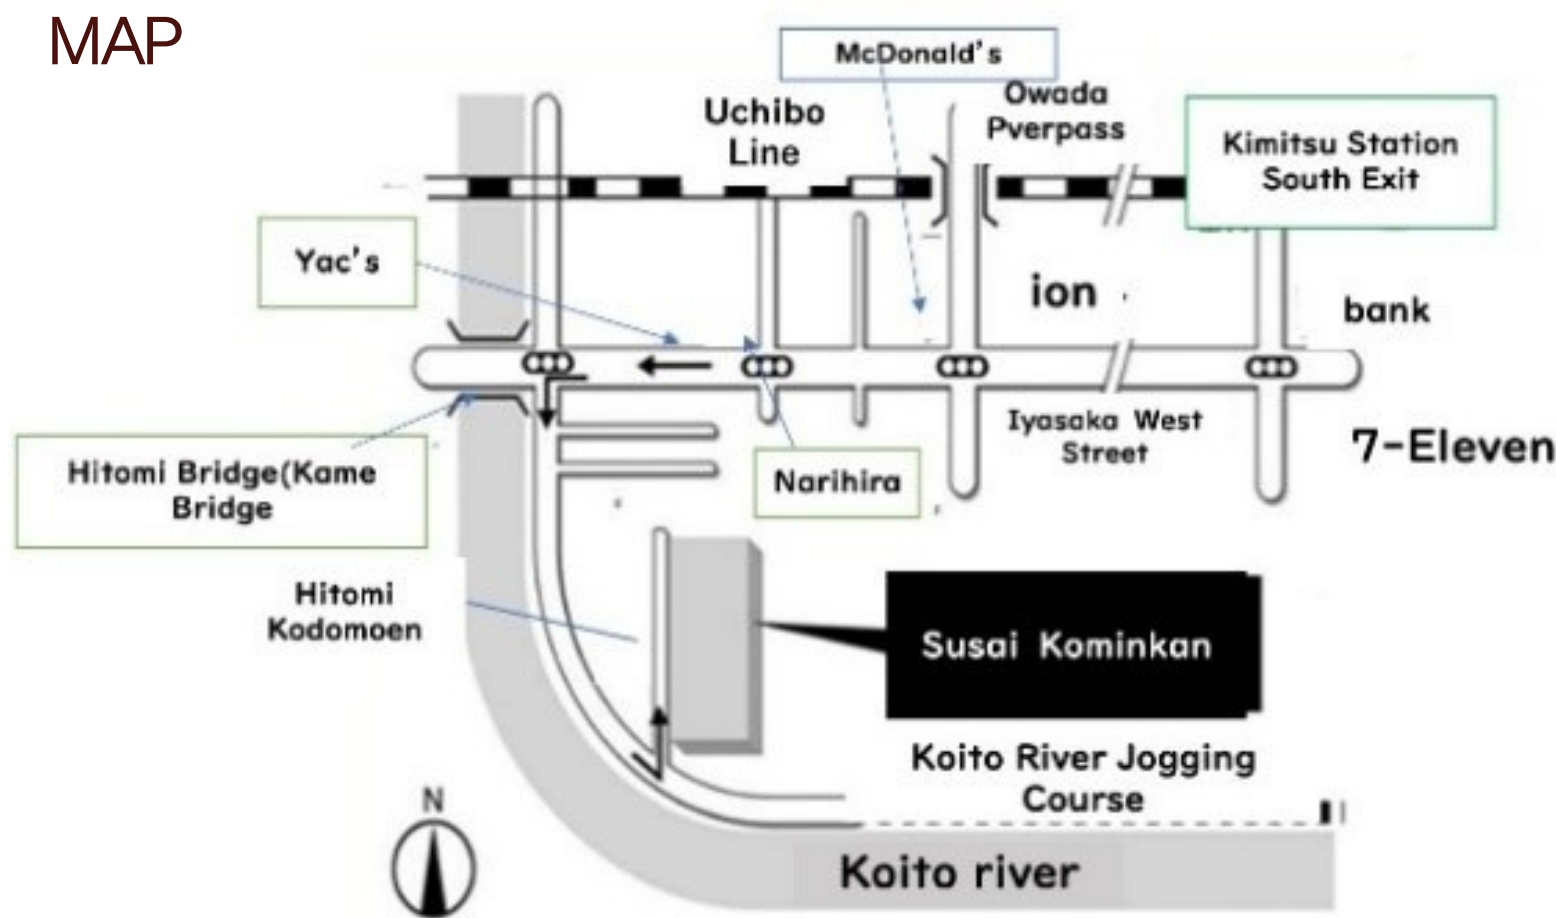 MAP
McDonald's
Owada
Pverpass
Uchibo
Line
Kimitsu Station
South Exit
Yac's
ion
bank
Iyasaka West
Street
7-Eleven
Hitomi Bridge(Kame
Bridge
Narihira
Hitomi
Kodomoen
Susai Kominkan
Koito River Jogging
Course
N
Koito river